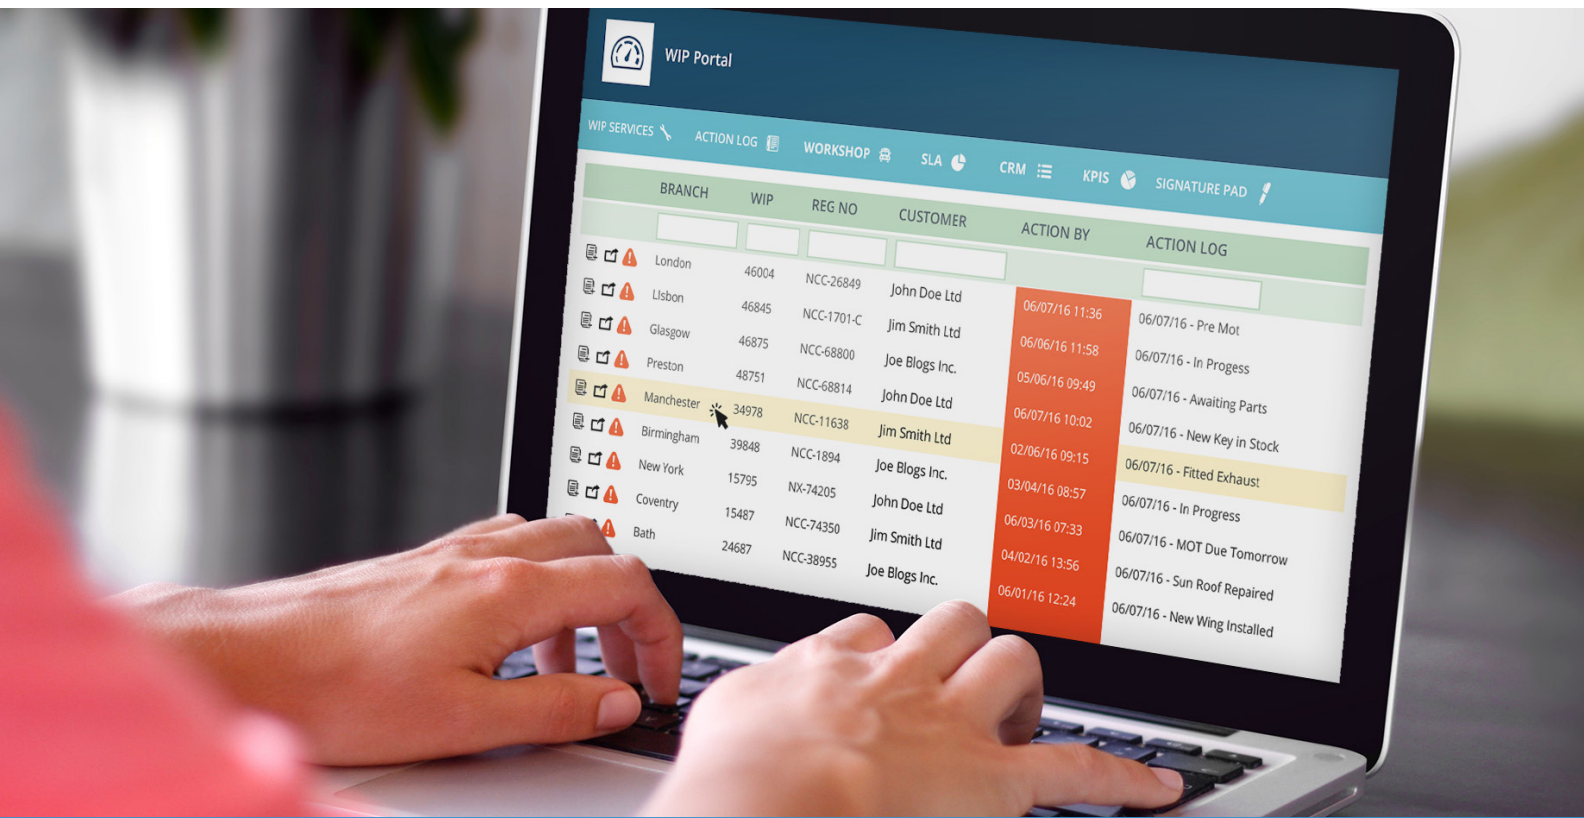 WIP Portal
WIP SERVICES ACTION LOG WORKSHOP SLA CRM KPIS SIGNATURE PAD
BRANCH WIP REG NO CUSTOMER ACTION BY ACTION LOG
London 46004 NCC-26849 John Doe Ltd 06/07/16 11:36 06/07/16 - Pre Mot
LIsbon 46845 NCC-1701-C Jim Smith Ltd 06/06/16 11:58 06/07/16 - In Progess
Glasgow 46875 NCC-68800 Joe Blogs Inc. 05/06/16 09:49 06/07/16 - Awaiting Parts
Preston 48751 NCC-68814 John Doe Ltd 06/07/16 10:02 06/07/16 - New Key in Stock
Manchester 34978 NCC-11638 Jim Smith Ltd 02/06/16 09:15 06/07/16 - Fitted Exhaust
Birmingham 39848 NCC-1894 Joe Blogs Inc. 03/04/16 08:57 06/07/16 - In Progress
New York 15795 NX-74205 John Doe Ltd 06/03/16 07:33 06/07/16 - MOT Due Tomorrow
Coventry 15487 NCC-74350 Jim Smith Ltd 04/02/16 13:56 06/07/16 - Sun Roof Repaired
Bath 24687 NCC-38955 Joe Blogs Inc. 06/01/16 12:24 06/07/16 - New Wing Installed